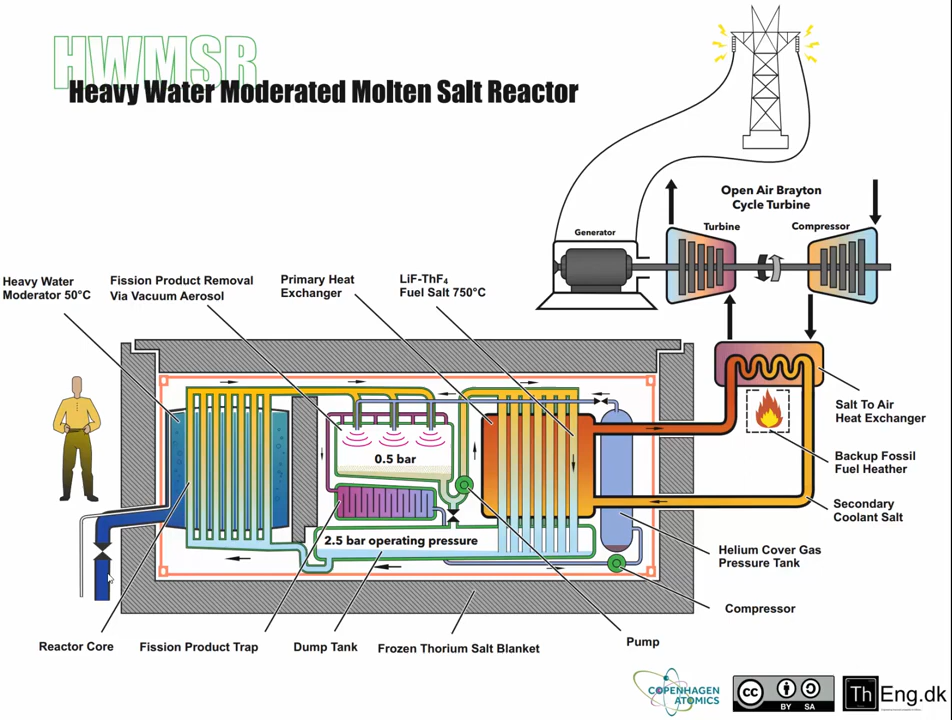 HWMSR
Heavy Water Moderated Molten Salt Reactor
Open Air Brayton
Cycle Turbine
Generator
Turbine
Compressor
Heavy Water
Moderator 50°C
Fission Product Removal
Via Vacuum Aerosol
Primary Heat
Exchanger
LiF-ThF₄
Fuel Salt 750°C
0.5 bar
2.5 bar operating pressure
Salt To Air
Heat Exchanger
Backup Fossil
Fuel Heather
Secondary
Coolant Salt
Helium Cover Gas
Pressure Tank
Compressor
Pump
Reactor Core
Fission Product Trap
Dump Tank
Frozen Thorium Salt Blanket
COPENHAGEN
ATOMICS
cc
BY SA
Th Eng.dk